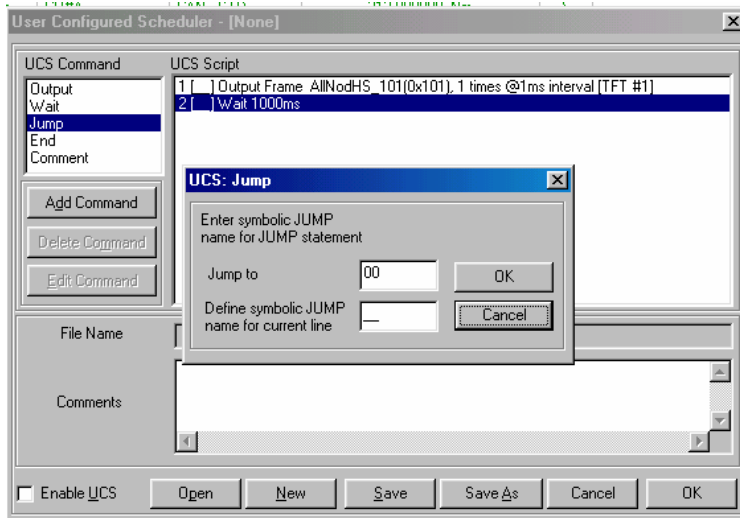 User Configured Scheduler - [None]
UCS Command
UCS Script
Output
Wait
Jump
End
Comment
1 [__] Output Frame AllNodHS_101(0x101), 1 times @1ms interval [TFT #1]
2 [__] Wait 1000ms
Add Command
Delete Command
Edit Command
UCS: Jump
Enter symbolic JUMP
name for JUMP statement
Jump to
00
OK
Define symbolic JUMP
name for current line
__
Cancel
File Name
Comments
Enable UCS
Open
New
Save
Save As
Cancel
OK